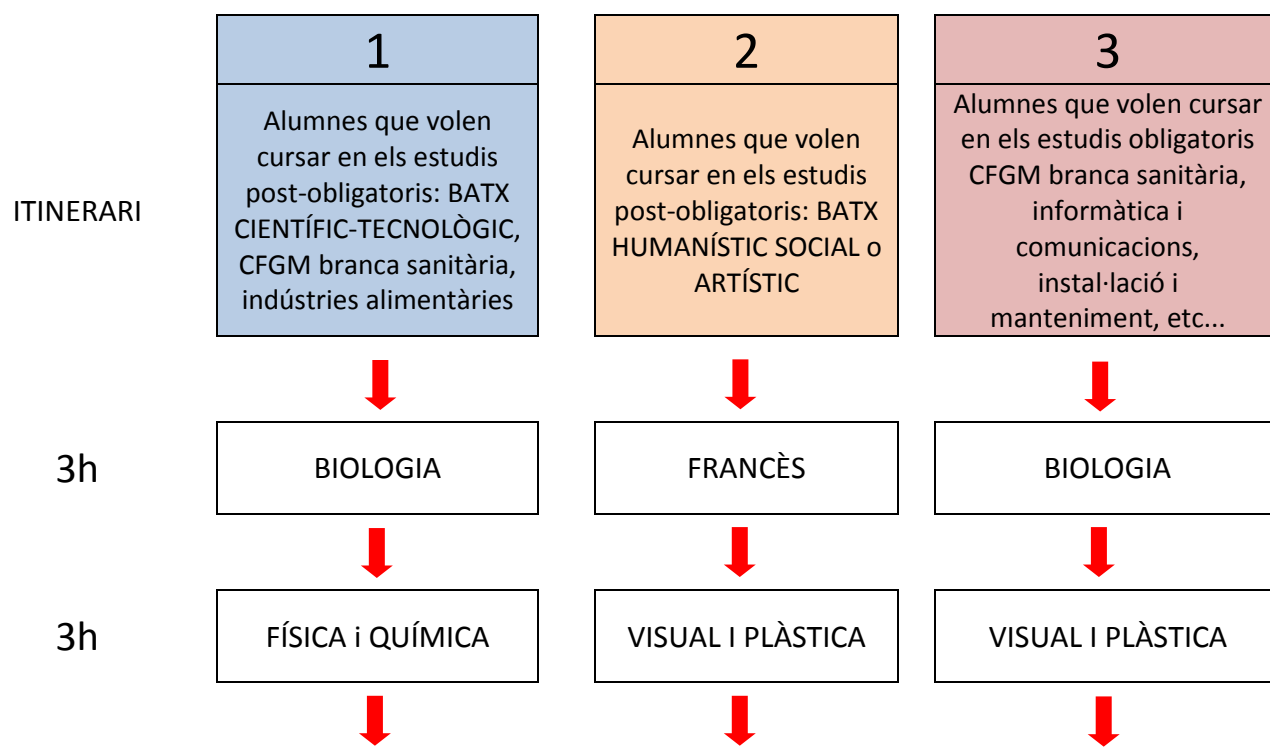 1
2
3
ITINERARI
Alumnes que volen
cursar en els estudis
post-obligatoris: BATX
CIENTÍFIC-TECNOLÒGIC,
CFGM branca sanitària,
indústries alimentàries
Alumnes que volen
cursar en els estudis
post-obligatoris: BATX
HUMANÍSTIC SOCIAL o
ARTÍSTIC
Alumnes que volen cursar
en els estudis obligatoris
CFGM branca sanitària,
informàtica i
comunicacions,
instal·lació i
manteniment, etc...
3h
BIOLOGIA
FRANCÈS
BIOLOGIA
3h
FÍSICA i QUÍMICA
VISUAL I PLÀSTICA
VISUAL I PLÀSTICA